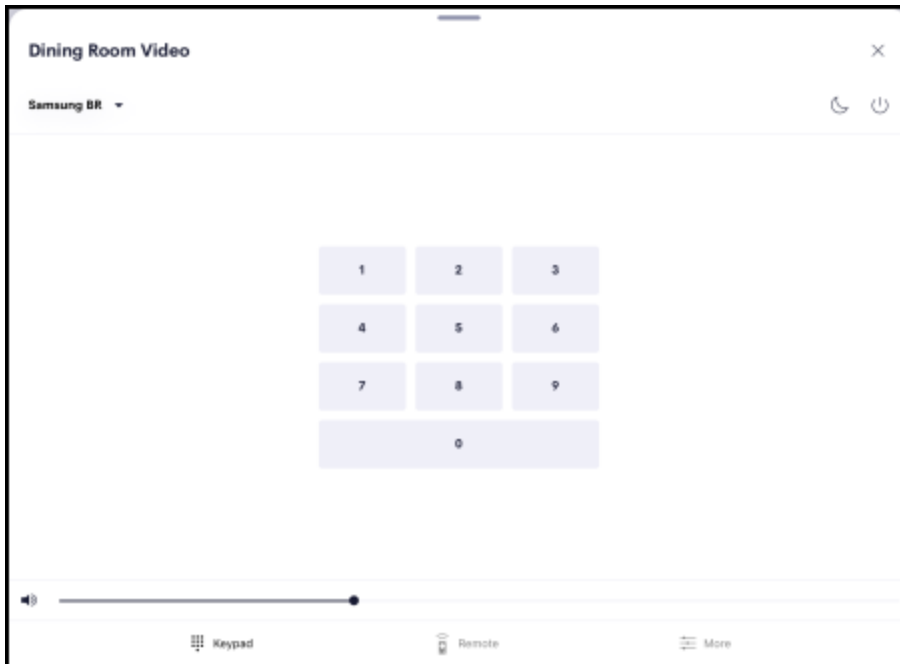 Dining Room Video
Samsung BR
1 2 3
4 5 6
7 8 9
0
Keypad Remote More